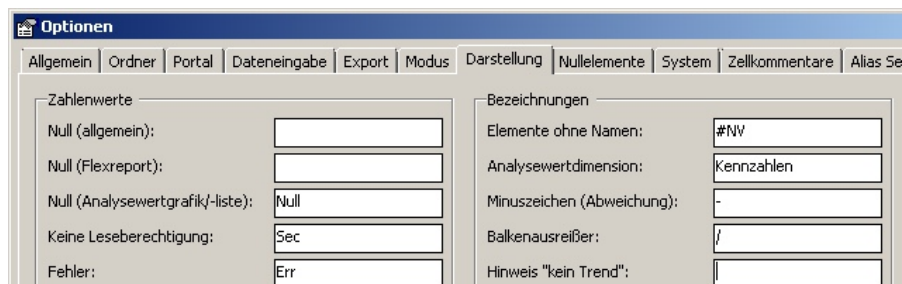 Optionen
Allgemein Ordner Portal Dateneingabe Export Modus Darstellung Nullelemente System Zellkommentare Alias Se
Zahlenwerte
Null (allgemein):
Null (Flexreport):
Null (Analysewertgrafik/-liste): Null
Keine Leseberechtigung: Sec
Fehler: Err
Bezeichnungen
Elemente ohne Namen: #NV
Analysewertdimension: Kennzahlen
Minuszeichen (Abweichung): -
Balkenausreißer: /
Hinweis "kein Trend":